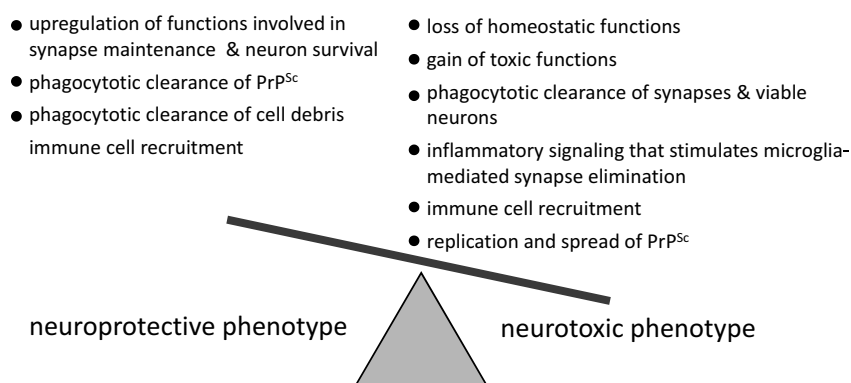 ● upregulation of functions involved in
synapse maintenance & neuron survival
● phagocytotic clearance of PrPSc
● phagocytotic clearance of cell debris
immune cell recruitment
● loss of homeostatic functions
● gain of toxic functions
● phagocytotic clearance of synapses & viable
neurons
● inflammatory signaling that stimulates microglia-
mediated synapse elimination
● immune cell recruitment
● replication and spread of PrPSc
neuroprotective phenotype
neurotoxic phenotype